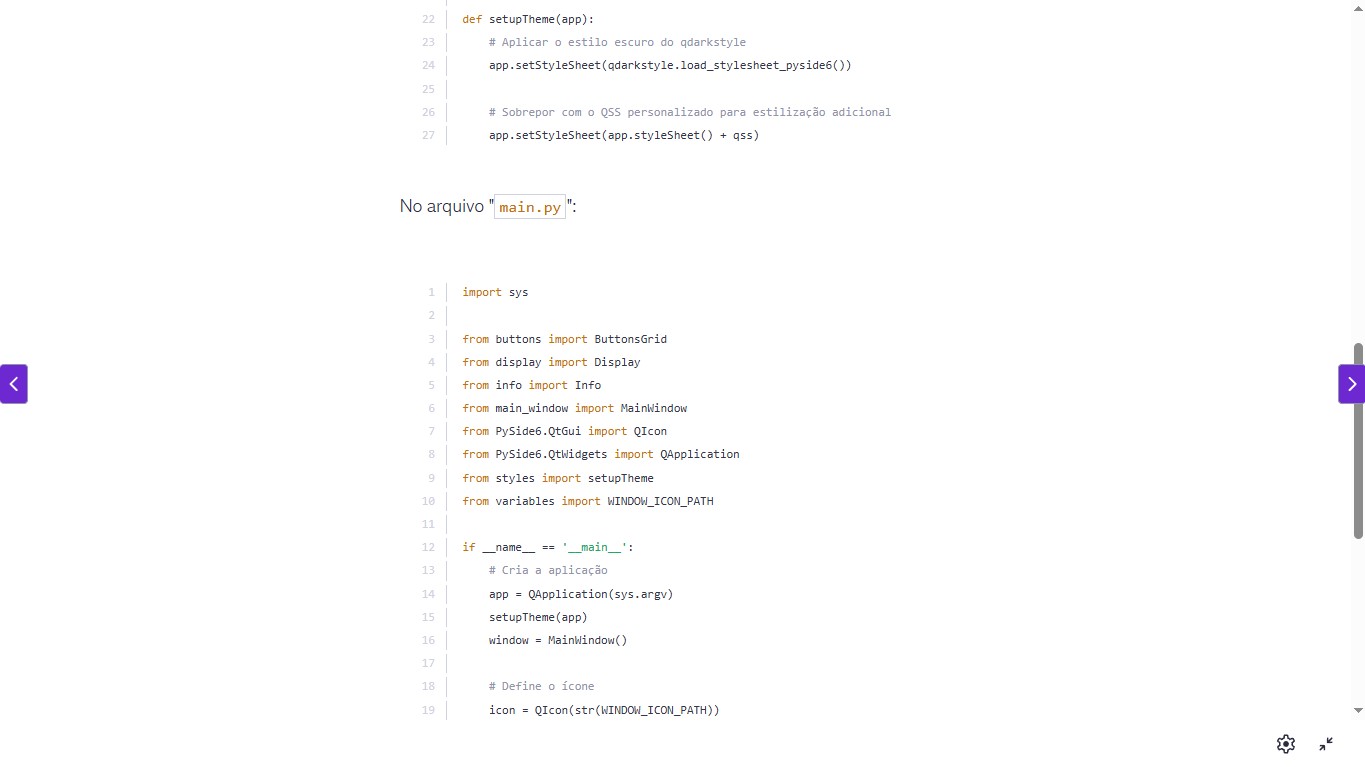 22 def setupTheme(app):
23     # Aplicar o estilo escuro do qdarkstyle
24     app.setStyleSheet(qdarkstyle.load_stylesheet_pyside6())
25
26     # Sobrepor com o QSS personalizado para estilização adicional
27     app.setStyleSheet(app.styleSheet() + qss)
No arquivo "main.py":
1 import sys
2
3 from buttons import ButtonsGrid
4 from display import Display
5 from info import Info
6 from main_window import MainWindow
7 from PySide6.QtGui import QIcon
8 from PySide6.QtWidgets import QApplication
9 from styles import setupTheme
10 from variables import WINDOW_ICON_PATH
11
12 if __name__ == '__main__':
13     # Cria a aplicação
14     app = QApplication(sys.argv)
15     setupTheme(app)
16     window = MainWindow()
17
18     # Define o ícone
19     icon = QIcon(str(WINDOW_ICON_PATH))